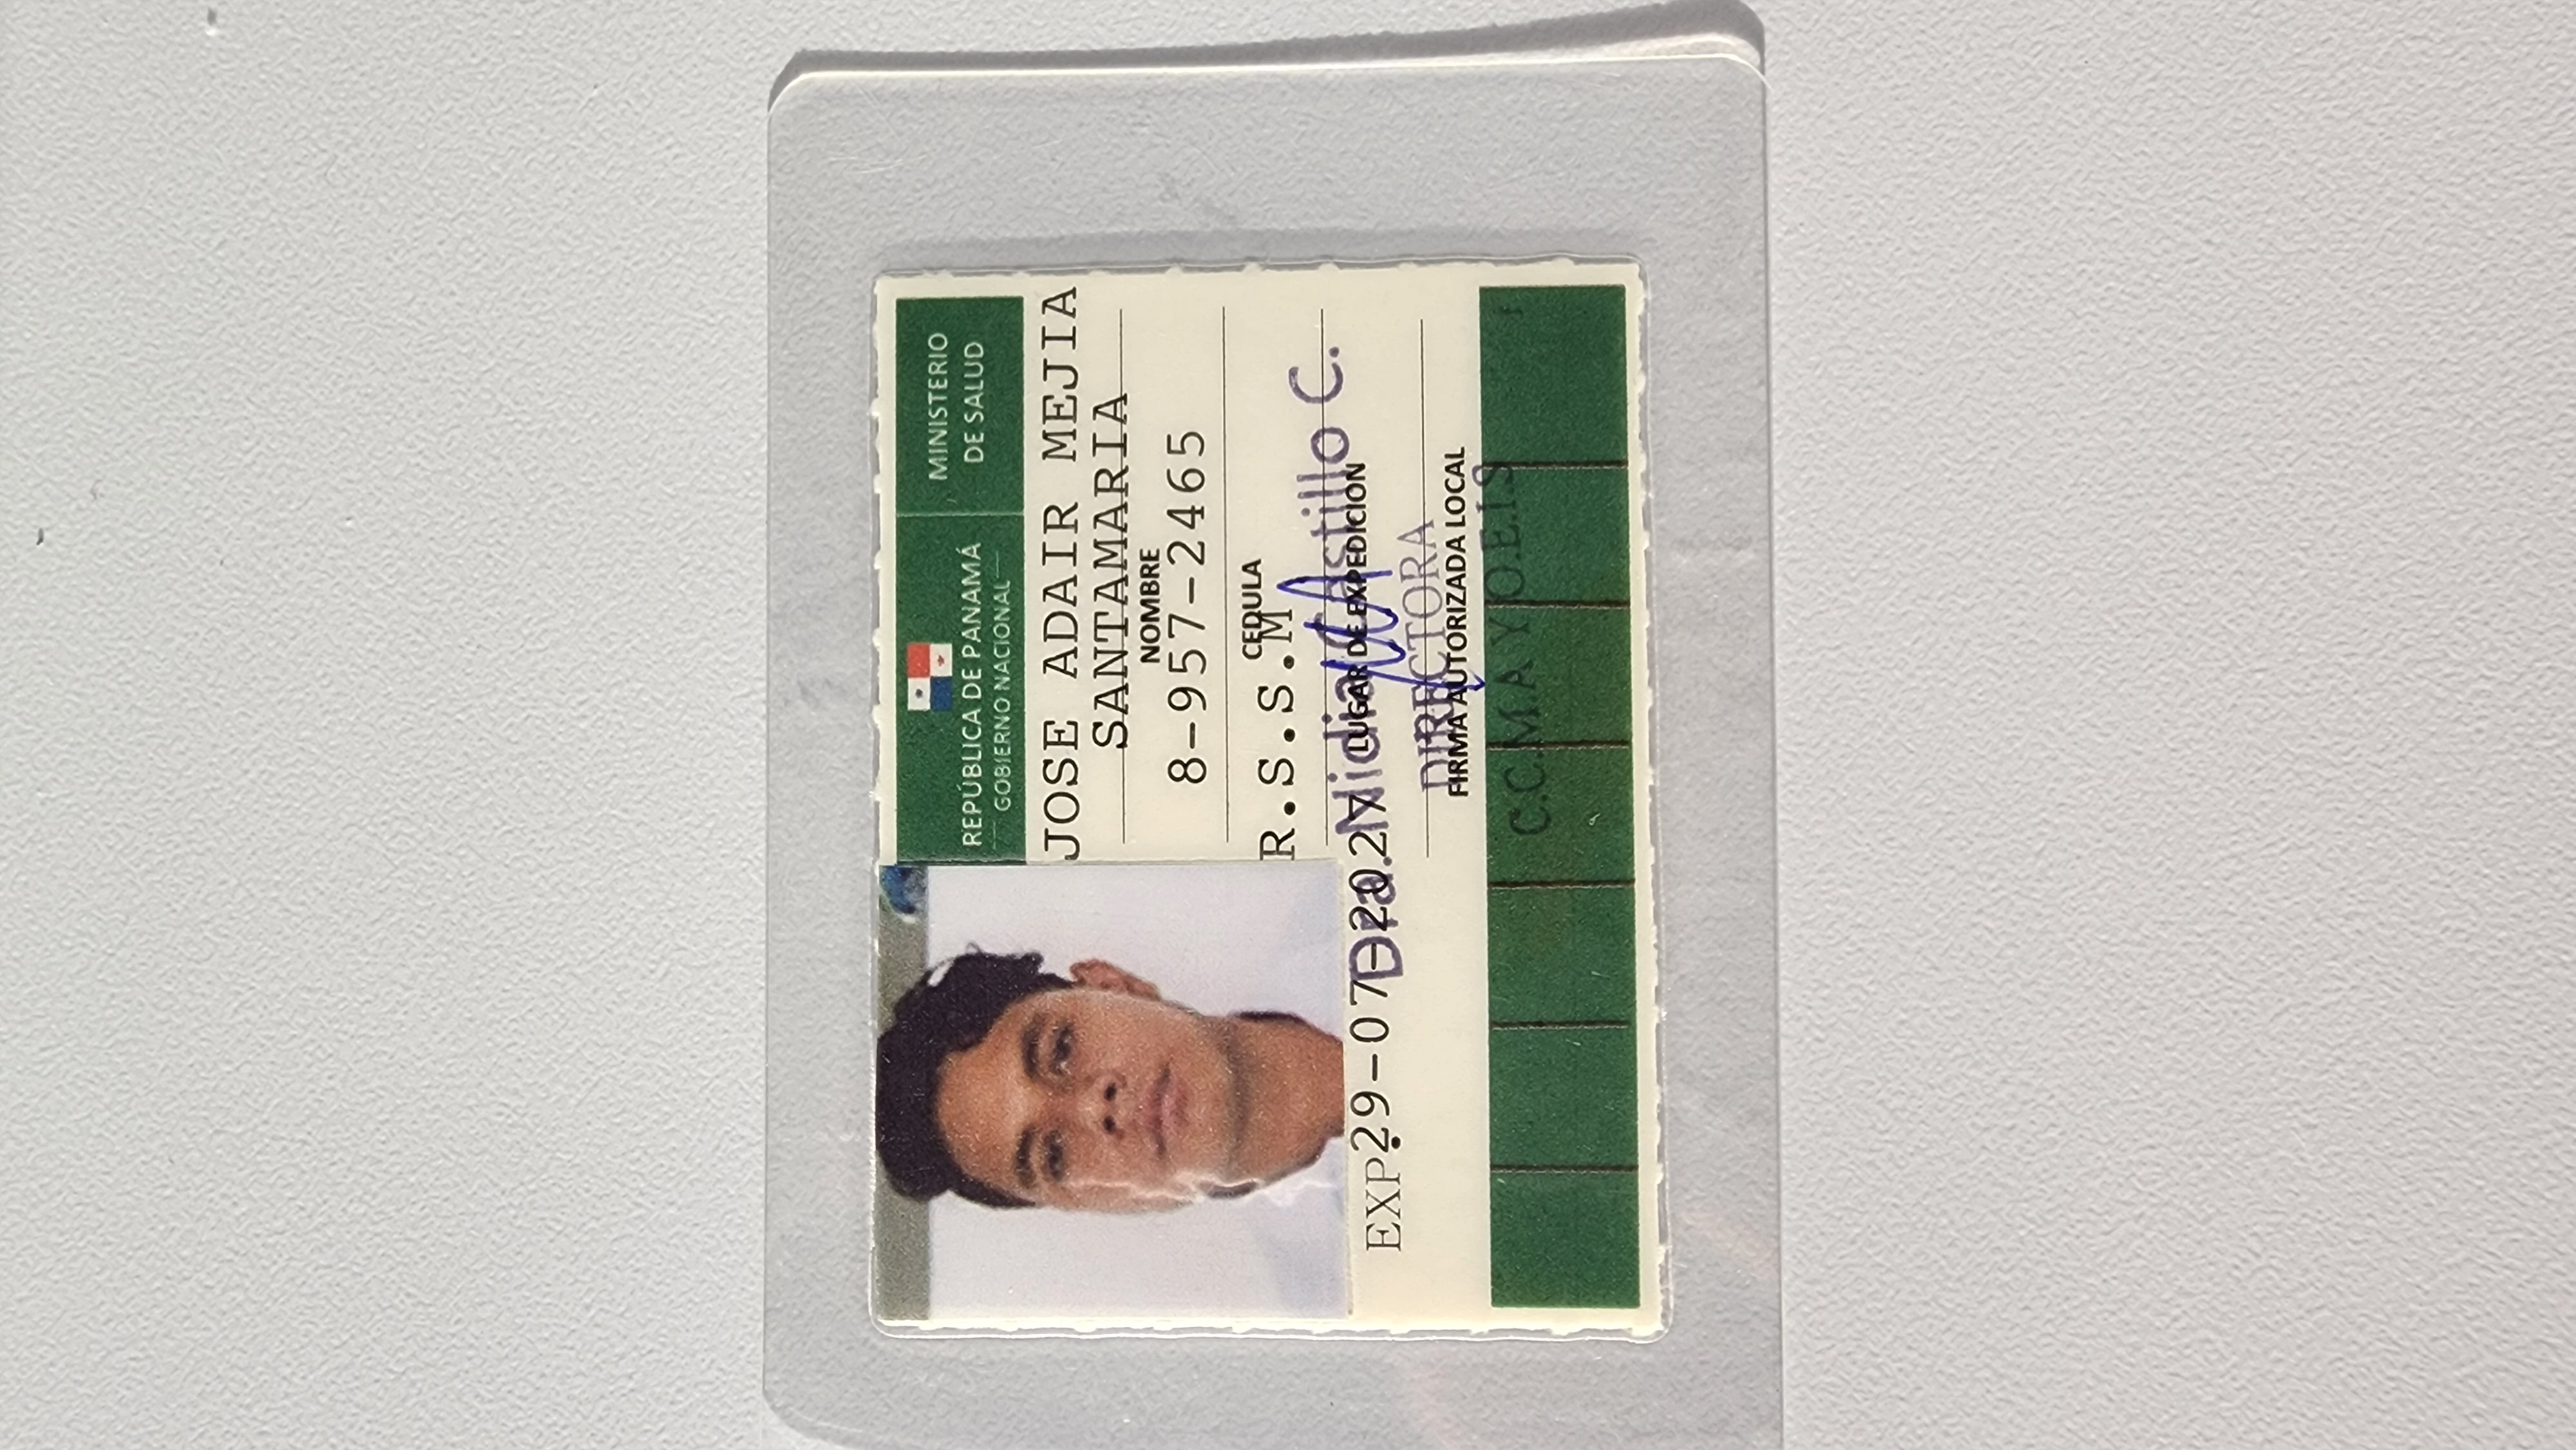 REPÚBLICA DE PANAMÁ
GOBIERNO NACIONAL
MINISTERIO
DE SALUD
JOSE ADAIR MEJIA
SANTAMARIA
NOMBRE
8-957-2465
CEDULA
R.S.S.M
LUGAR DE EXPEDICIÓN
EXP. 29-07-2027
Dra. Nidia Castillo C.
DIRECTORA
FIRMA AUTORIZADA LOCAL
C.C.M.A Y O.E.I.S